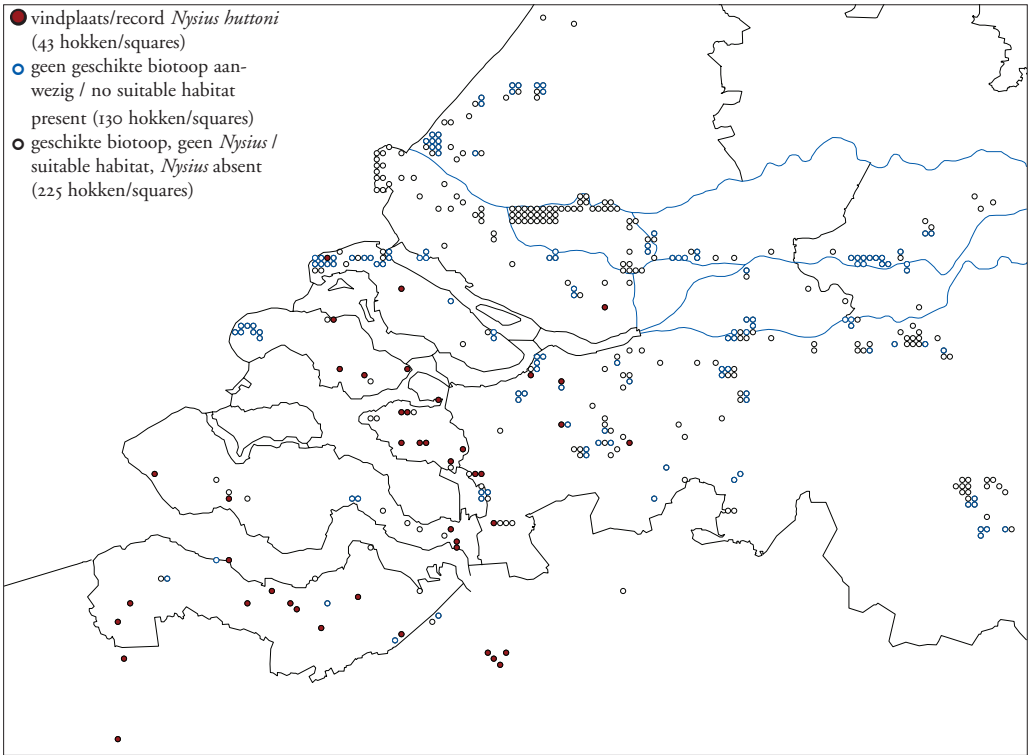 vindplaats/record Nysius huttoni
(43 hokken/squares)
geen geschikte biotoop aan-
wezig / no suitable habitat
present (130 hokken/squares)
geschikte biotoop, geen Nysius /
suitable habitat, Nysius absent
(225 hokken/squares)